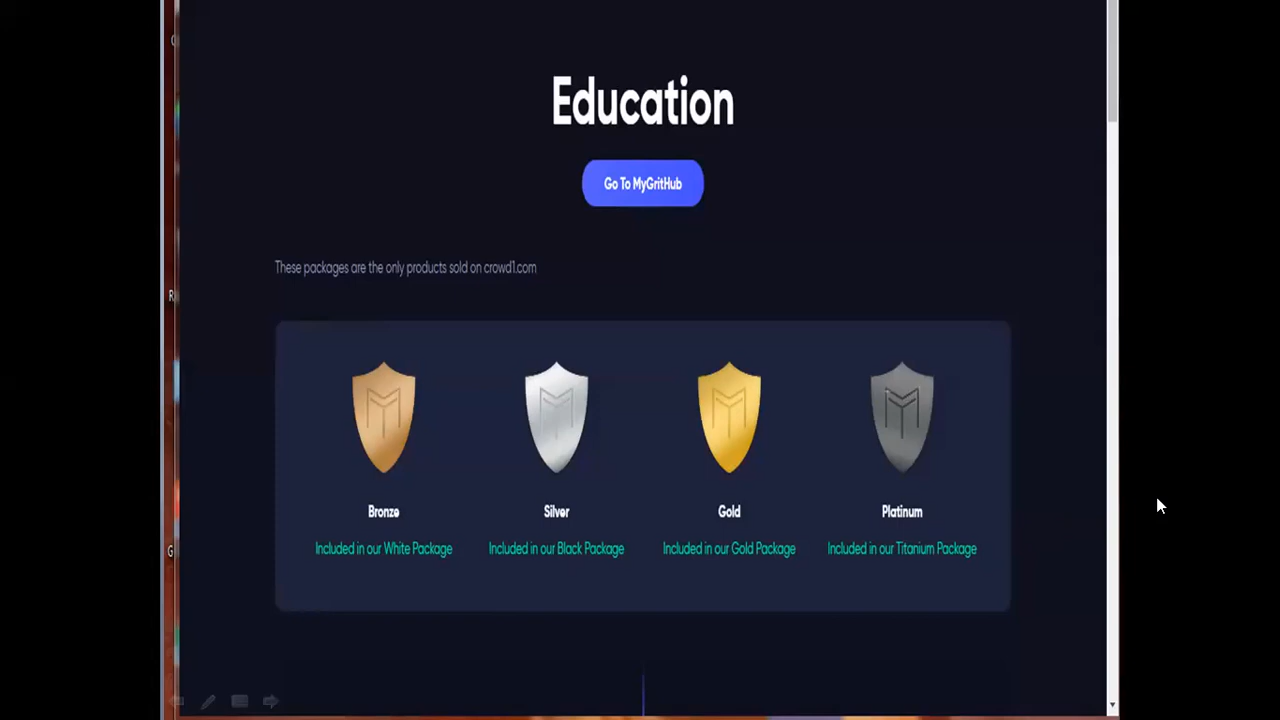 Education
Go To MyGritHub
These packages are the only products sold on crowd1.com
Bronze
Silver
Gold
Platinum
Included in our White Package
Included in our Black Package
Included in our Gold Package
Included in our Titanium Package